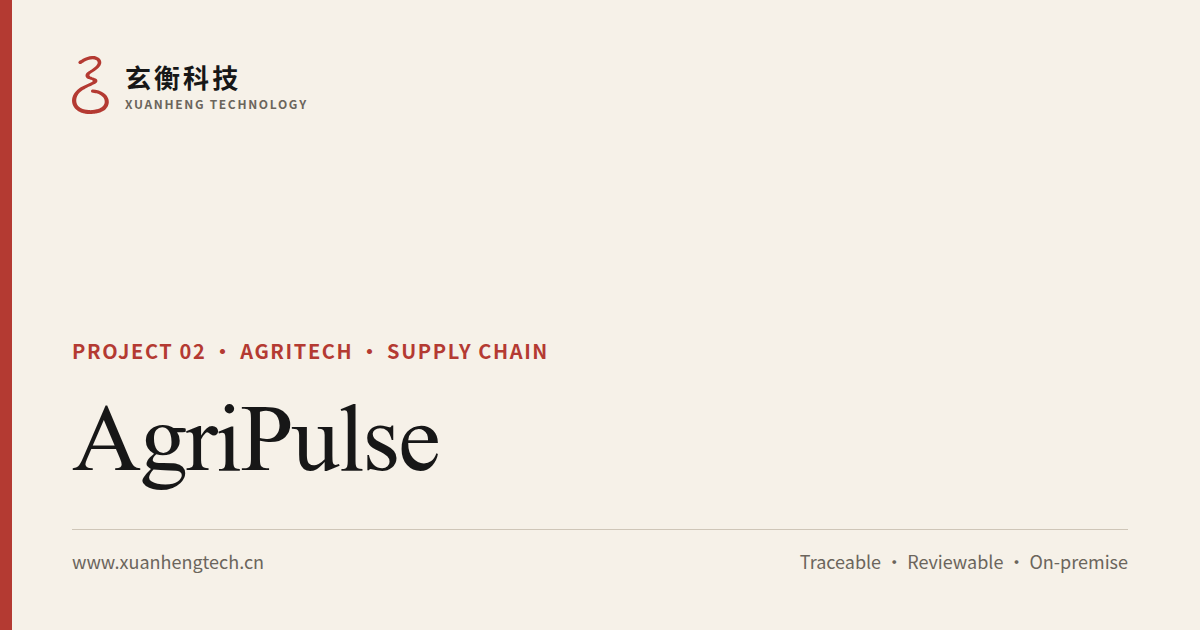 玄衡科技
XUANHENG TECHNOLOGY
PROJECT 02 • AGRITECH • SUPPLY CHAIN
AgriPulse
www.xuanhengtech.cn
Traceable • Reviewable • On-premise